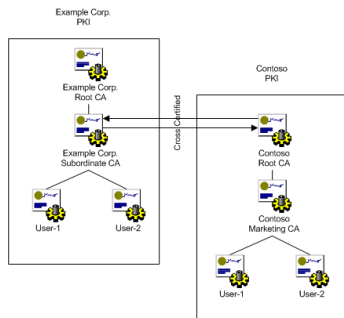 Example Corp.
PKI
Example Corp.
Root CA
Example Corp.
Subordinate CA
User-1
User-2
Cross Certified
Contoso
PKI
Contoso
Root CA
Contoso
Marketing CA
User-1
User-2